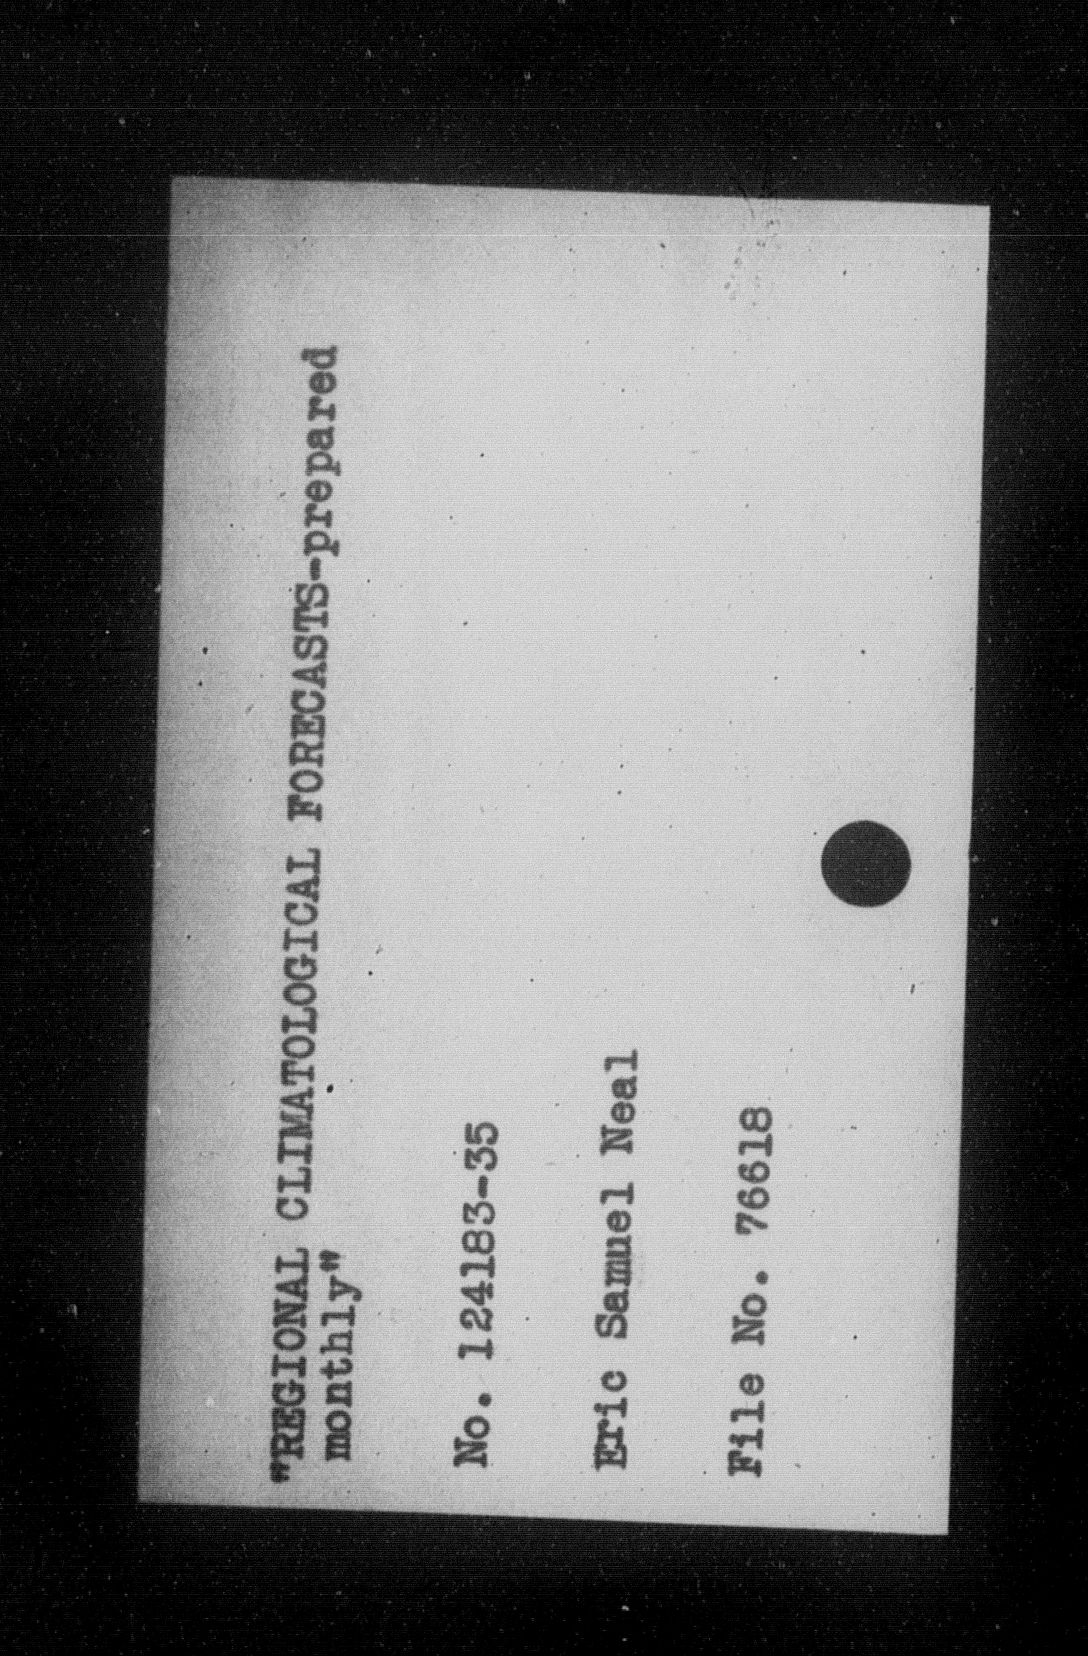 "REGIONAL CLIMATOLOGICAL FORECASTS-prepared
monthly"
No. 124183-35
Eric Samuel Neal
File No. 76618